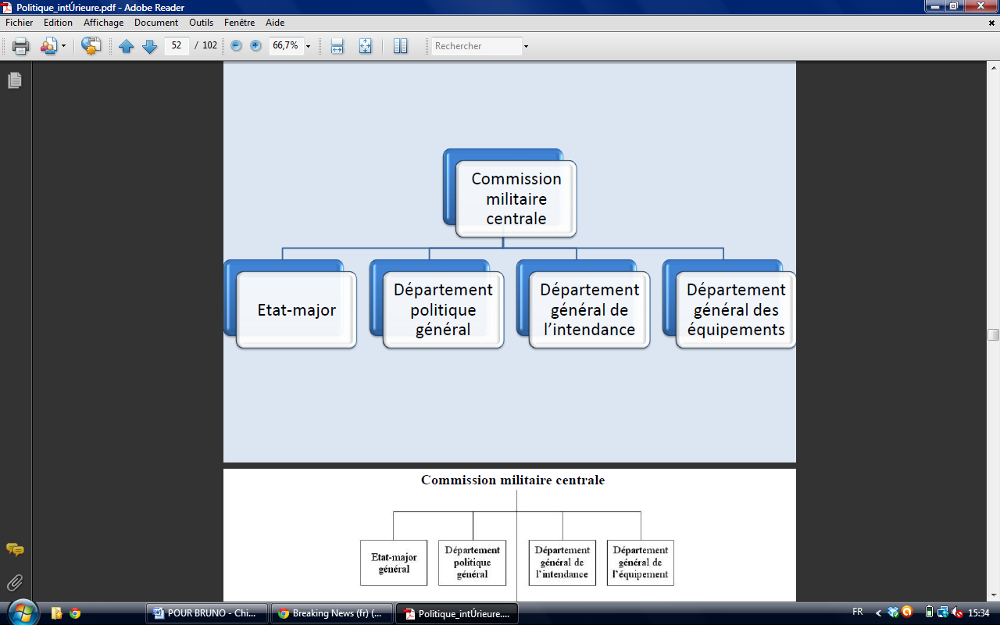 Politique_intÚrieure.pdf - Adobe Reader
Fichier Edition Affichage Document Outils Fenêtre Aide
52 / 102 66,7% Rechercher
Commission
militaire
centrale
Etat-major
Département
politique
général
Département
général de
l'intendance
Département
général des
équipements
Commission militaire centrale
Etat-major
général
Département
politique
général
Département
général de
l'intendance
Département
général de
l'équipement
POUR BRUNO - Chi... Breaking News (fr) (... Politique_intÚrieure.... FR 15:34